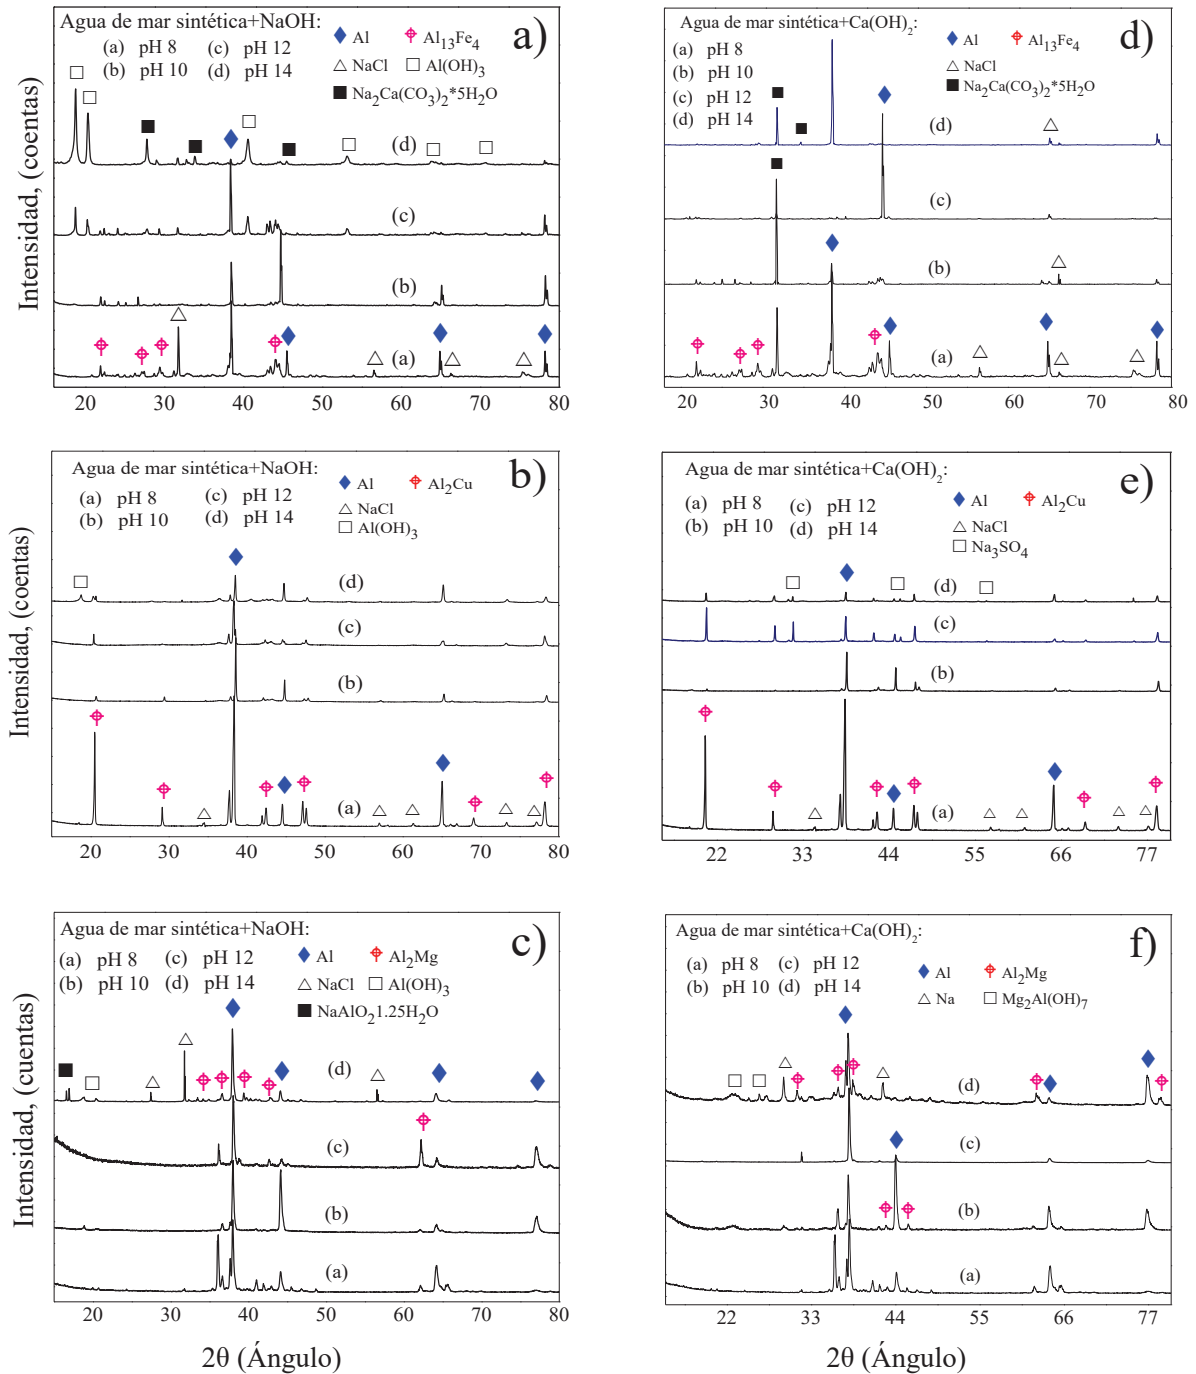 Agua de mar sintética+NaOH:
(a) pH 8 (c) pH 12
(b) pH 10 (d) pH 14
Al Al13Fe4
NaCl Al(OH)3
Na2Ca(CO3)2*5H2O
a)
(d)
(c)
(b)
(a)
20 30 40 50 60 70 80
Intensidad, (coentas)
Agua de mar sintética+Ca(OH)2:
(a) pH 8
(b) pH 10
(c) pH 12
(d) pH 14
Al Al13Fe4
NaCl
Na2Ca(CO3)2*5H2O
d)
(d)
(c)
(b)
(a)
20 30 40 50 60 70 80
Agua de mar sintética+NaOH:
(a) pH 8 (c) pH 12
(b) pH 10 (d) pH 14
Al Al2Cu
NaCl
Al(OH)3
b)
(d)
(c)
(b)
(a)
20 30 40 50 60 70 80
Intensidad, (coentas)
Agua de mar sintética+Ca(OH)2:
(a) pH 8 (c) pH 12
(b) pH 10 (d) pH 14
Al Al2Cu
NaCl
Na3SO4
e)
(d)
(c)
(b)
(a)
22 33 44 55 66 77
Agua de mar sintética+NaOH:
(a) pH 8 (c) pH 12
(b) pH 10 (d) pH 14
Al Al2Mg
NaCl Al(OH)3
NaAlO21.25H2O
c)
(d)
(c)
(b)
(a)
20 30 40 50 60 70 80
Intensidad, (cuentas)
2θ (Ángulo)
Agua de mar sintética+Ca(OH)2:
(a) pH 8 (c) pH 12
(b) pH 10 (d) pH 14
Al Al2Mg
Na Mg2Al(OH)7
f)
(d)
(c)
(b)
(a)
22 33 44 55 66 77
2θ (Ángulo)